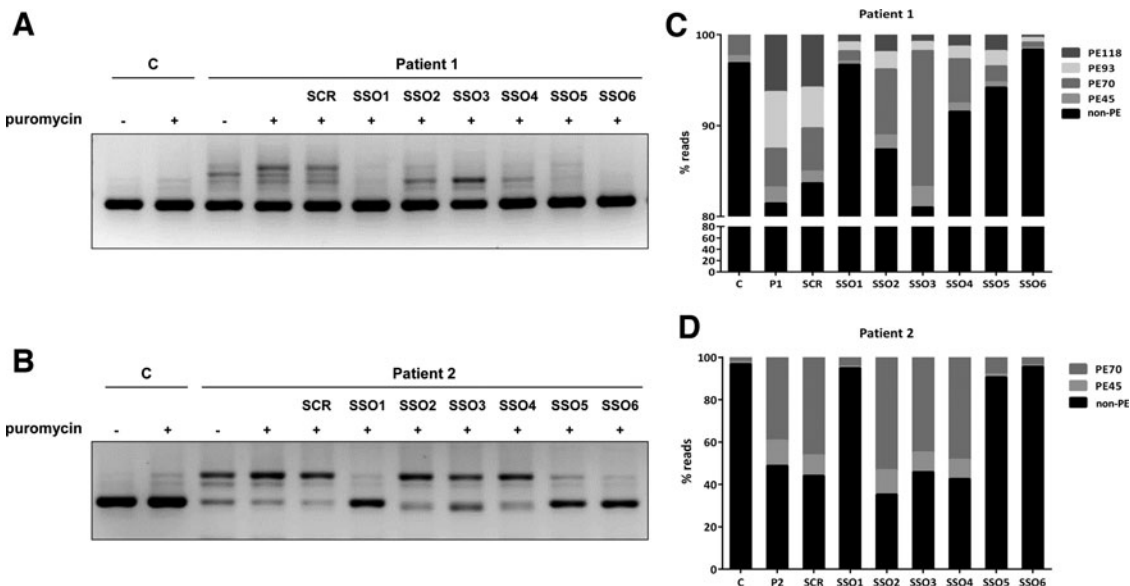 A
C Patient 1
SCR SSO1 SSO2 SSO3 SSO4 SSO5 SSO6
puromycin - + - + + + + + + + +
B
C Patient 2
SCR SSO1 SSO2 SSO3 SSO4 SSO5 SSO6
puromycin - + - + + + + + + + +
C
Patient 1
% reads
100
90
80
80
60
40
20
0
C P1 SCR SSO1 SSO2 SSO3 SSO4 SSO5 SSO6
PE118
PE93
PE70
PE45
non-PE
D
Patient 2
% reads
100
80
60
40
20
0
C P2 SCR SSO1 SSO2 SSO3 SSO4 SSO5 SSO6
PE70
PE45
non-PE